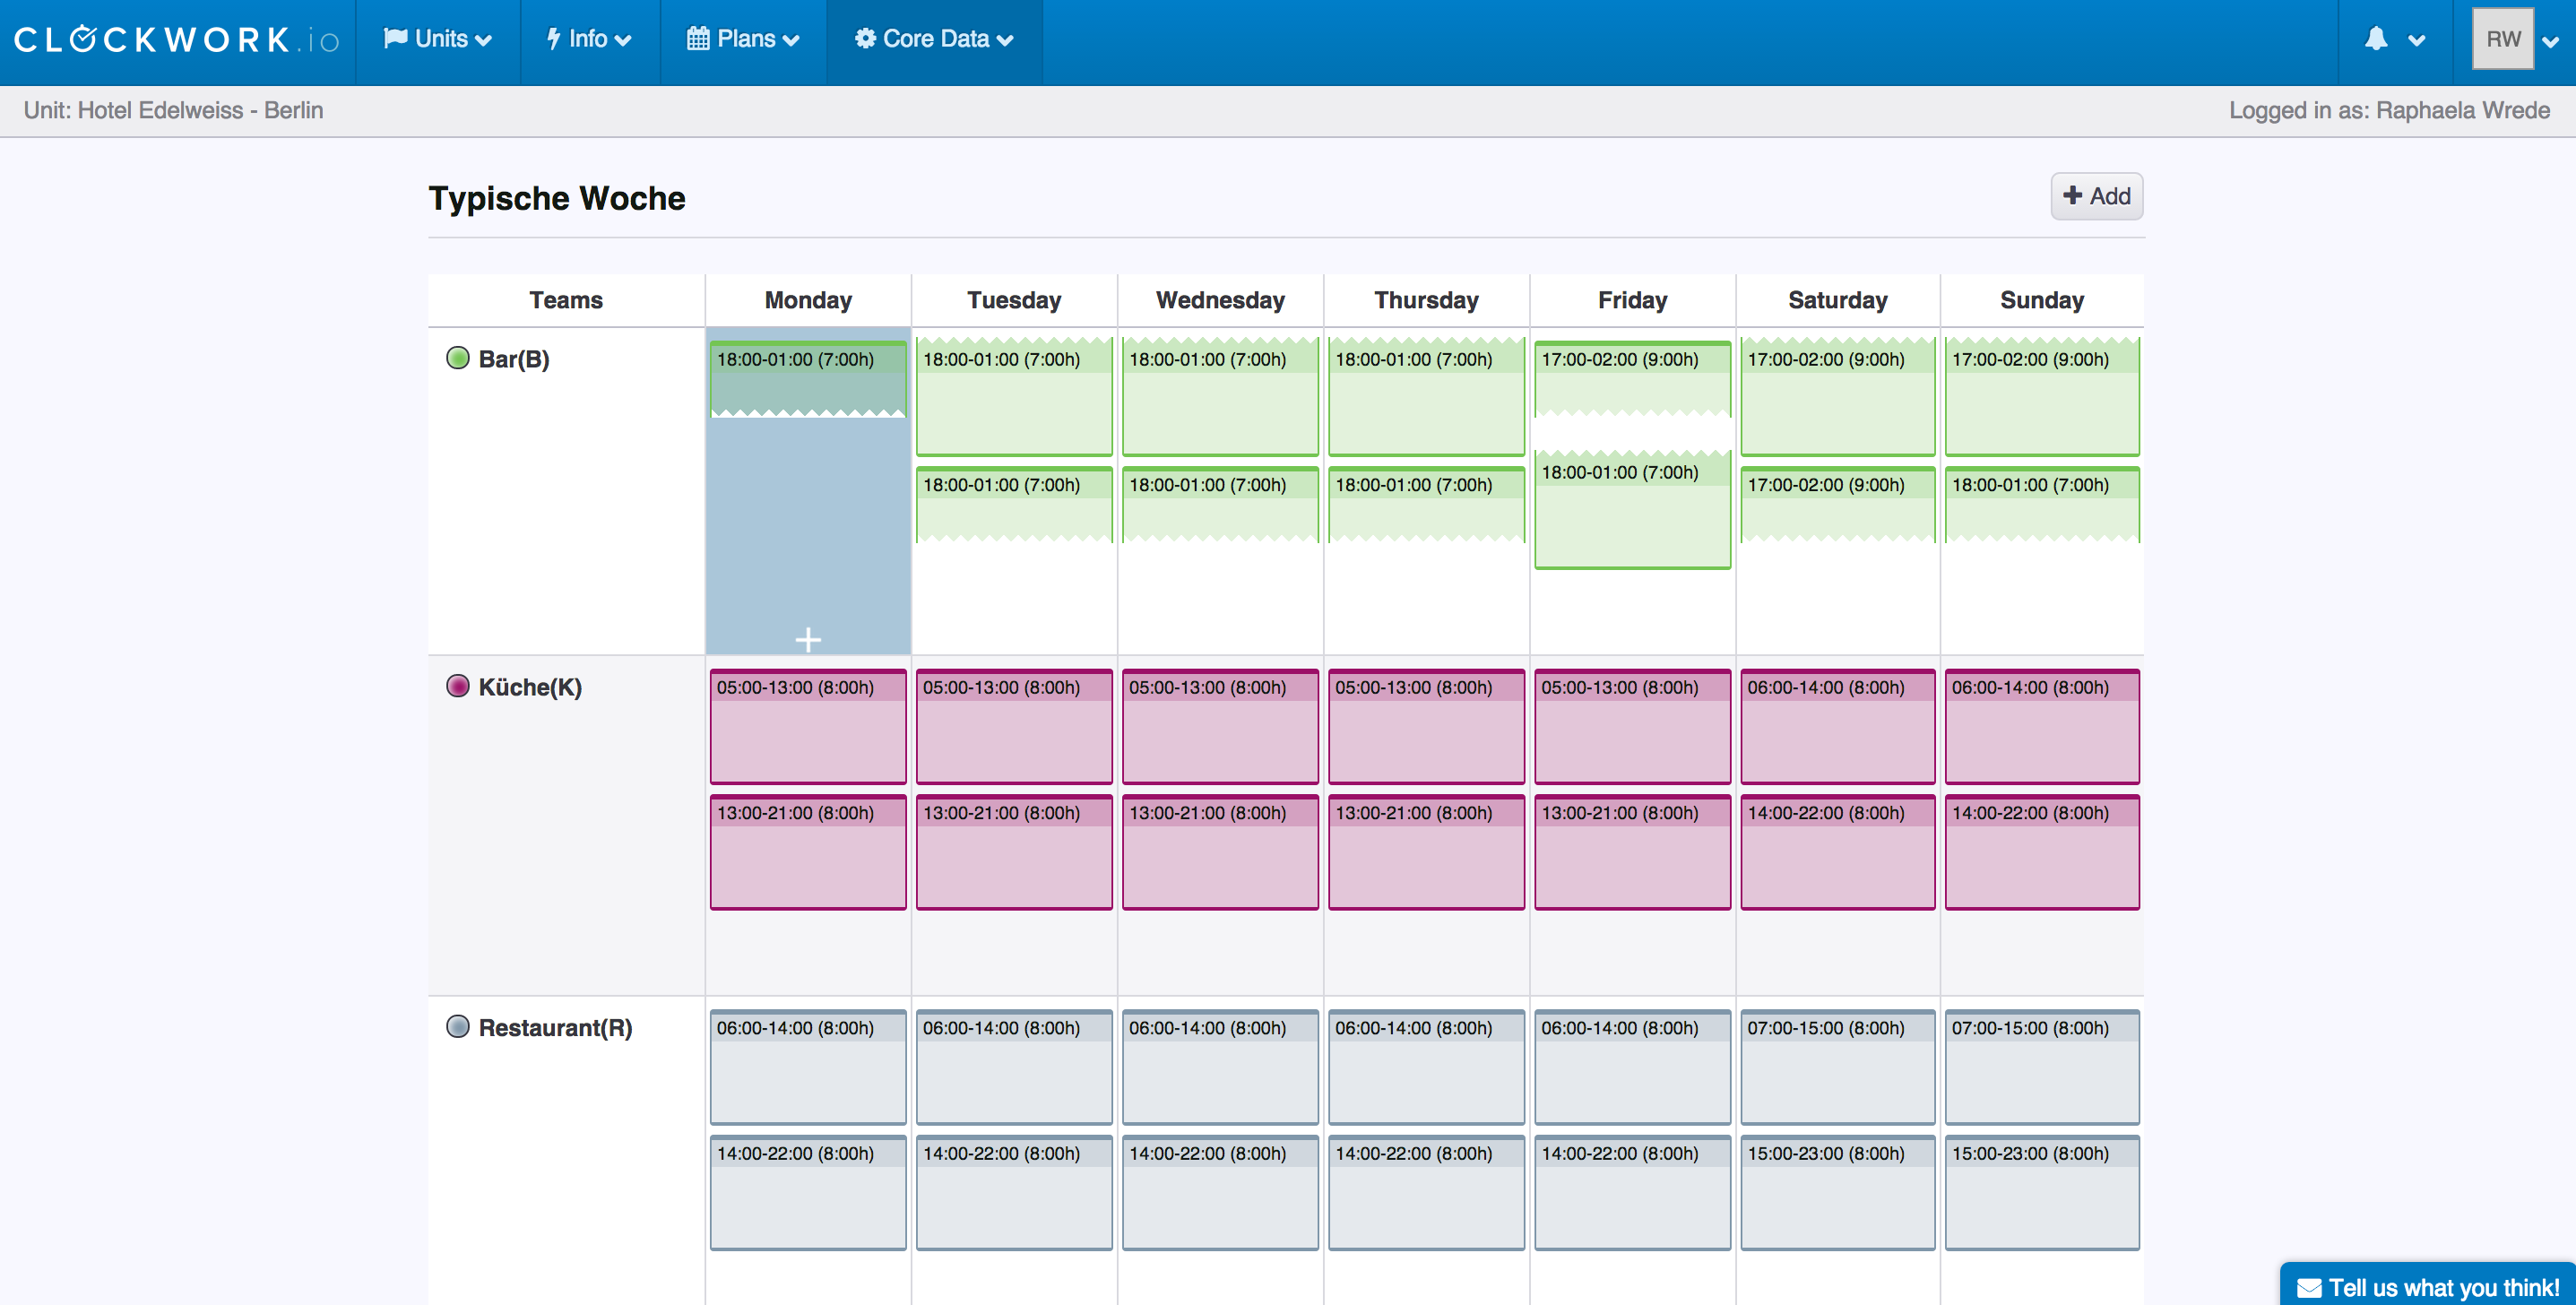 CLOCKWORK.io Units Info Plans Core Data RW
Unit: Hotel Edelweiss - Berlin Logged in as: Raphaela Wrede
Typische Woche + Add
Teams Monday Tuesday Wednesday Thursday Friday Saturday Sunday
Bar(B) 18:00-01:00 (7:00h) 18:00-01:00 (7:00h) 18:00-01:00 (7:00h) 18:00-01:00 (7:00h) 17:00-02:00 (9:00h) 17:00-02:00 (9:00h) 17:00-02:00 (9:00h)
18:00-01:00 (7:00h) 18:00-01:00 (7:00h) 18:00-01:00 (7:00h) 18:00-01:00 (7:00h) 17:00-02:00 (9:00h) 18:00-01:00 (7:00h)
+
Küche(K) 05:00-13:00 (8:00h) 05:00-13:00 (8:00h) 05:00-13:00 (8:00h) 05:00-13:00 (8:00h) 05:00-13:00 (8:00h) 06:00-14:00 (8:00h) 06:00-14:00 (8:00h)
13:00-21:00 (8:00h) 13:00-21:00 (8:00h) 13:00-21:00 (8:00h) 13:00-21:00 (8:00h) 13:00-21:00 (8:00h) 14:00-22:00 (8:00h) 14:00-22:00 (8:00h)
Restaurant(R) 06:00-14:00 (8:00h) 06:00-14:00 (8:00h) 06:00-14:00 (8:00h) 06:00-14:00 (8:00h) 06:00-14:00 (8:00h) 07:00-15:00 (8:00h) 07:00-15:00 (8:00h)
14:00-22:00 (8:00h) 14:00-22:00 (8:00h) 14:00-22:00 (8:00h) 14:00-22:00 (8:00h) 14:00-22:00 (8:00h) 15:00-23:00 (8:00h) 15:00-23:00 (8:00h)
Tell us what you think!